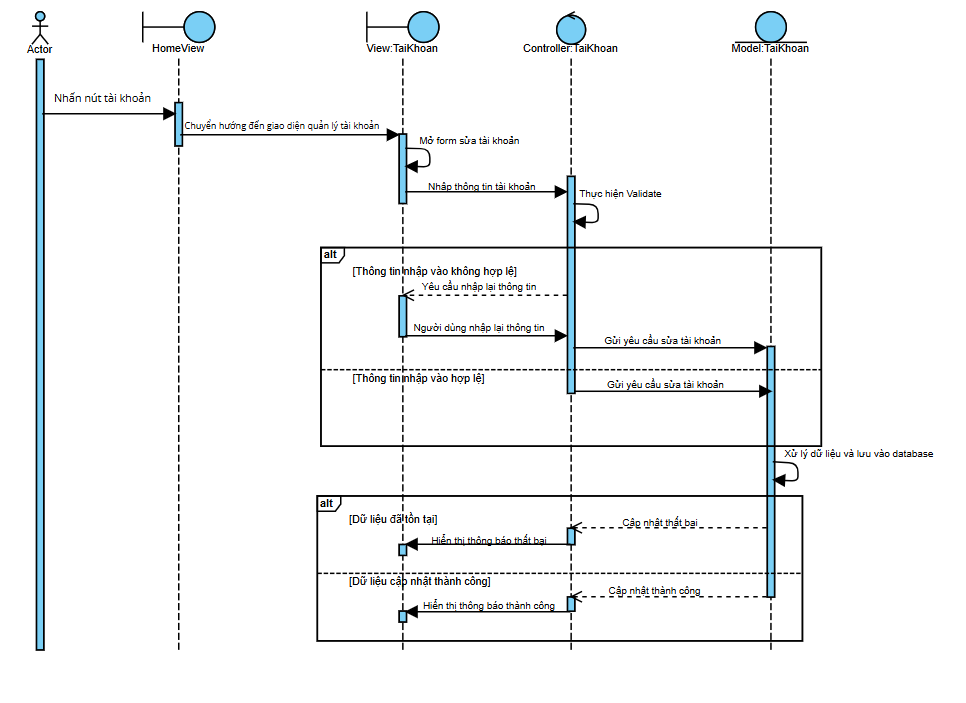 Actor
HomeView
View:TaiKhoan
Controller:TaiKhoan
Model:TaiKhoan
Nhấn nút tài khoản
Chuyển hướng đến giao diện quản lý tài khoản
Mở form sửa tài khoản
Nhập thông tin tài khoản
Thực hiện Validate
alt
[Thông tin nhập vào không hợp lệ]
Yêu cầu nhập lại thông tin
Người dùng nhập lại thông tin
Gửi yêu cầu sửa tài khoản
[Thông tin nhập vào hợp lệ]
Gửi yêu cầu sửa tài khoản
Xử lý dữ liệu và lưu vào database
alt
[Dữ liệu đã tồn tại]
Cập nhật thất bại
Hiển thị thông báo thất bại
[Dữ liệu cập nhật thành công]
Cập nhật thành công
Hiển thị thông báo thành công